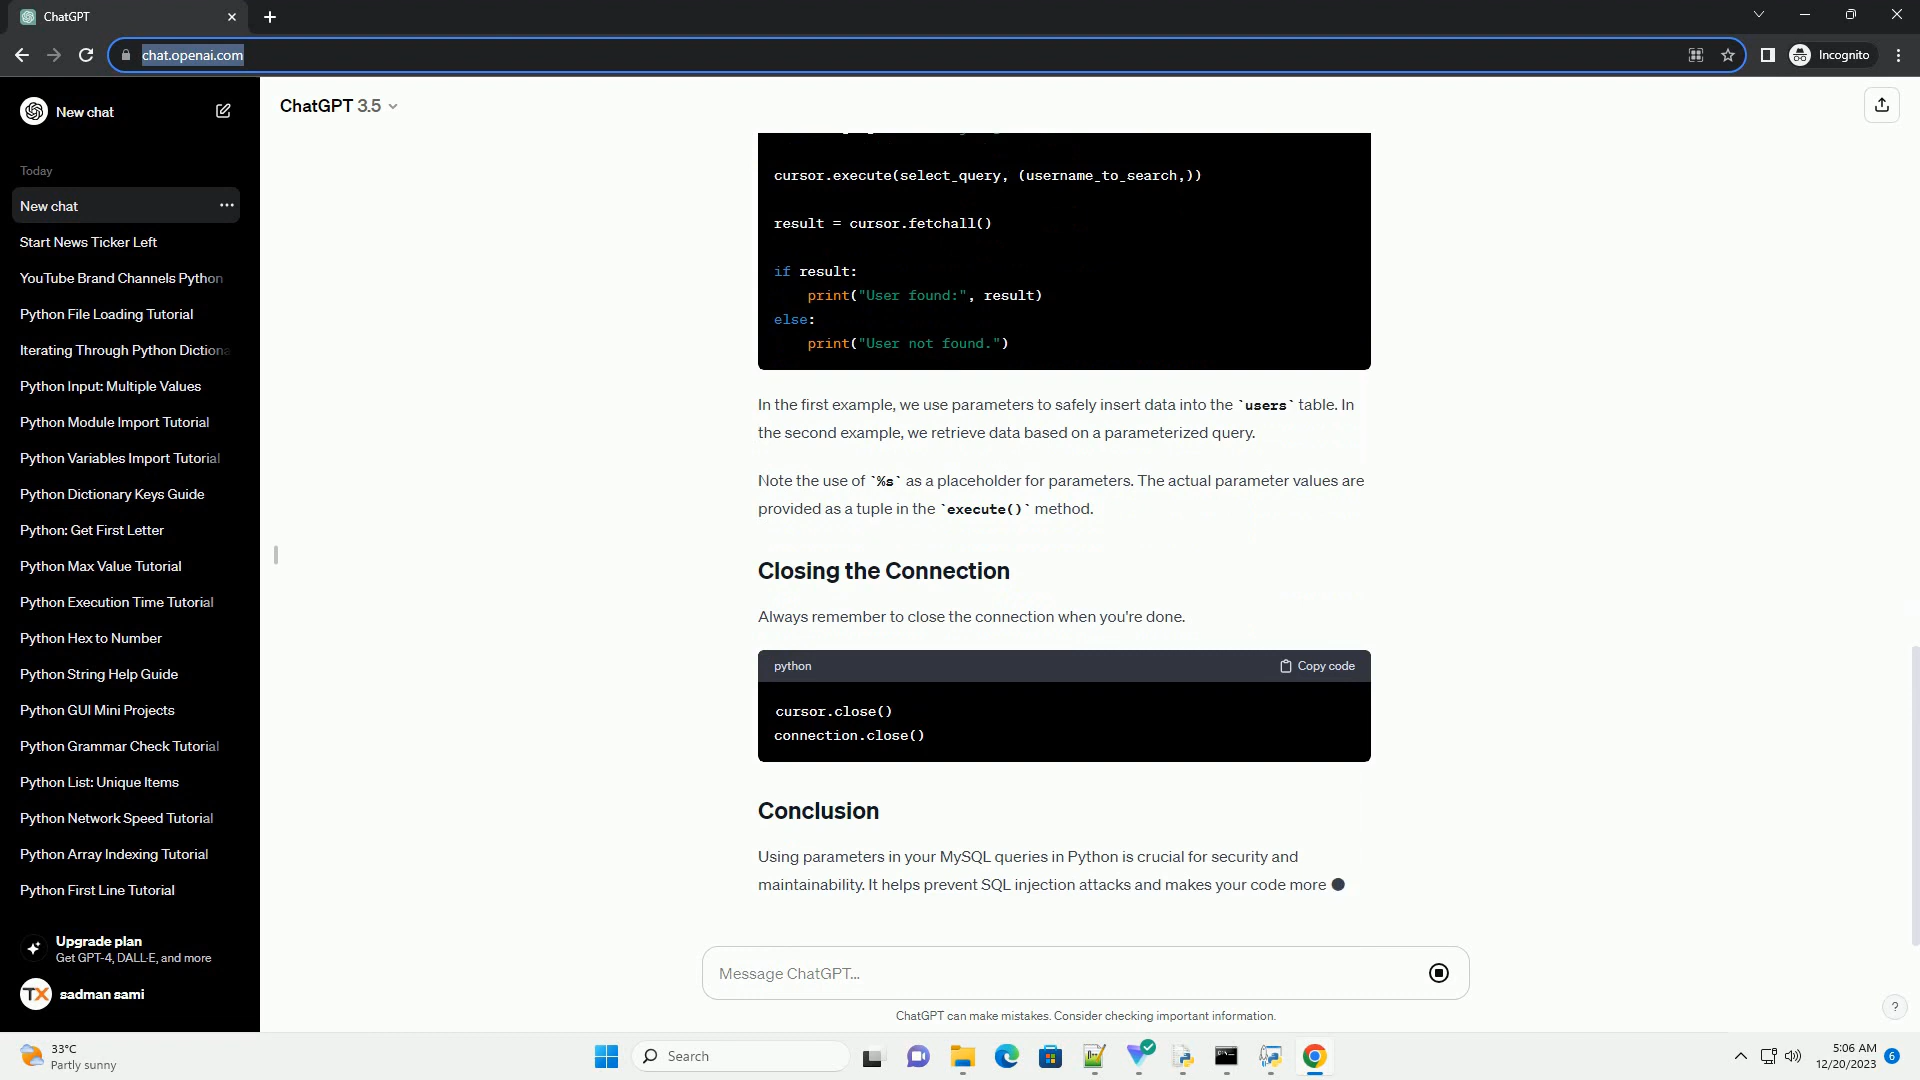 ChatGPT
chat.openai.com
Incognito
New chat
ChatGPT 3.5
Today
New chat
Start News Ticker Left
YouTube Brand Channels Python
Python File Loading Tutorial
Iterating Through Python Dictiona
Python Input: Multiple Values
Python Module Import Tutorial
Python Variables Import Tutorial
Python Dictionary Keys Guide
Python: Get First Letter
Python Max Value Tutorial
Python Execution Time Tutorial
Python Hex to Number
Python String Help Guide
Python GUI Mini Projects
Python Grammar Check Tutorial
Python List: Unique Items
Python Network Speed Tutorial
Python Array Indexing Tutorial
Python First Line Tutorial
Upgrade plan
Get GPT-4, DALL·E, and more
TX sadman sami
cursor.execute(select_query, (username_to_search,))
result = cursor.fetchall()
if result:
print("User found:", result)
else:
print("User not found.")
In the first example, we use parameters to safely insert data into the `users` table. In
the second example, we retrieve data based on a parameterized query.
Note the use of `%s` as a placeholder for parameters. The actual parameter values are
provided as a tuple in the `execute()` method.
Closing the Connection
Always remember to close the connection when you're done.
python Copy code
cursor.close()
connection.close()
Conclusion
Using parameters in your MySQL queries in Python is crucial for security and
maintainability. It helps prevent SQL injection attacks and makes your code more
Message ChatGPT...
ChatGPT can make mistakes. Consider checking important information.
?
33°C
Partly sunny
Search
5:06 AM
12/20/2023
6